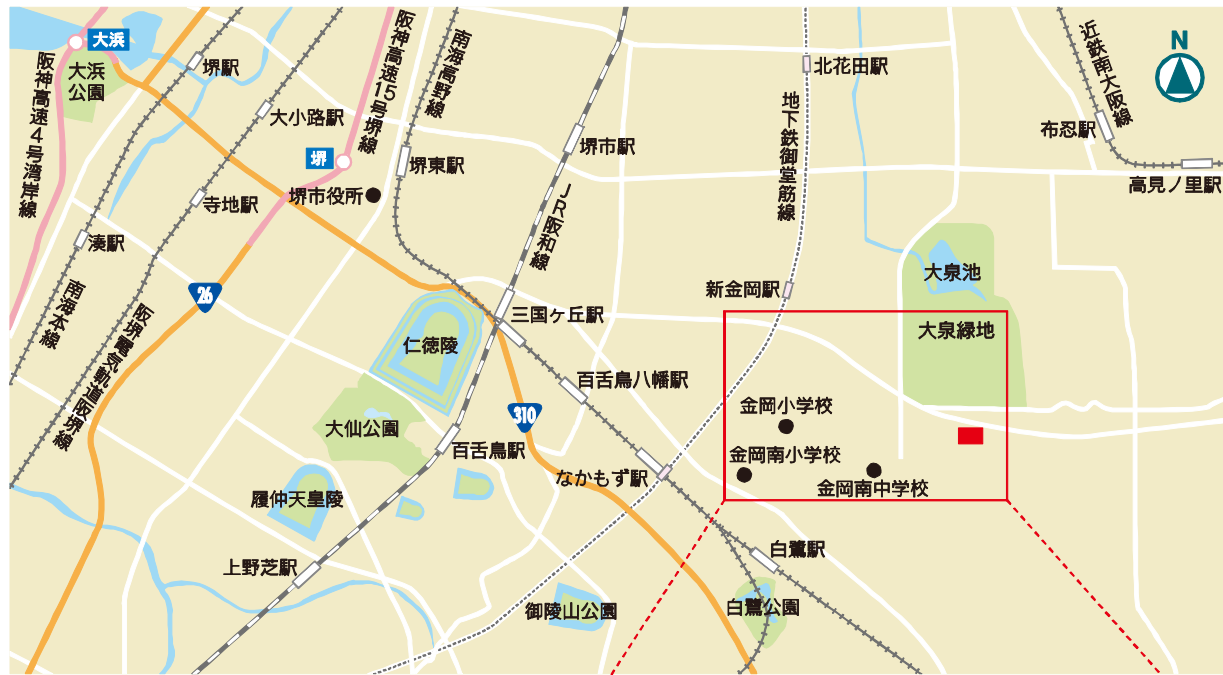 大浜
大浜
公園
阪神高速4号湾岸線
堺駅
大小路駅
阪神高速15号堺線
南海高野線
堺
堺東駅
堺市役所
寺地駅
湊駅
南海本線
阪堺電気軌道阪堺線
26
堺市駅
JR阪和線
地下鉄御堂筋線
北花田駅
近鉄南大阪線
布忍駅
高見ノ里駅
N
新金岡駅
大泉池
大泉緑地
三国ヶ丘駅
仁徳陵
百舌鳥八幡駅
310
大仙公園
百舌鳥駅
なかもず駅
金岡小学校
金岡南小学校
金岡南中学校
履仲天皇陵
上野芝駅
白鷺駅
御陵山公園
白鷺公園